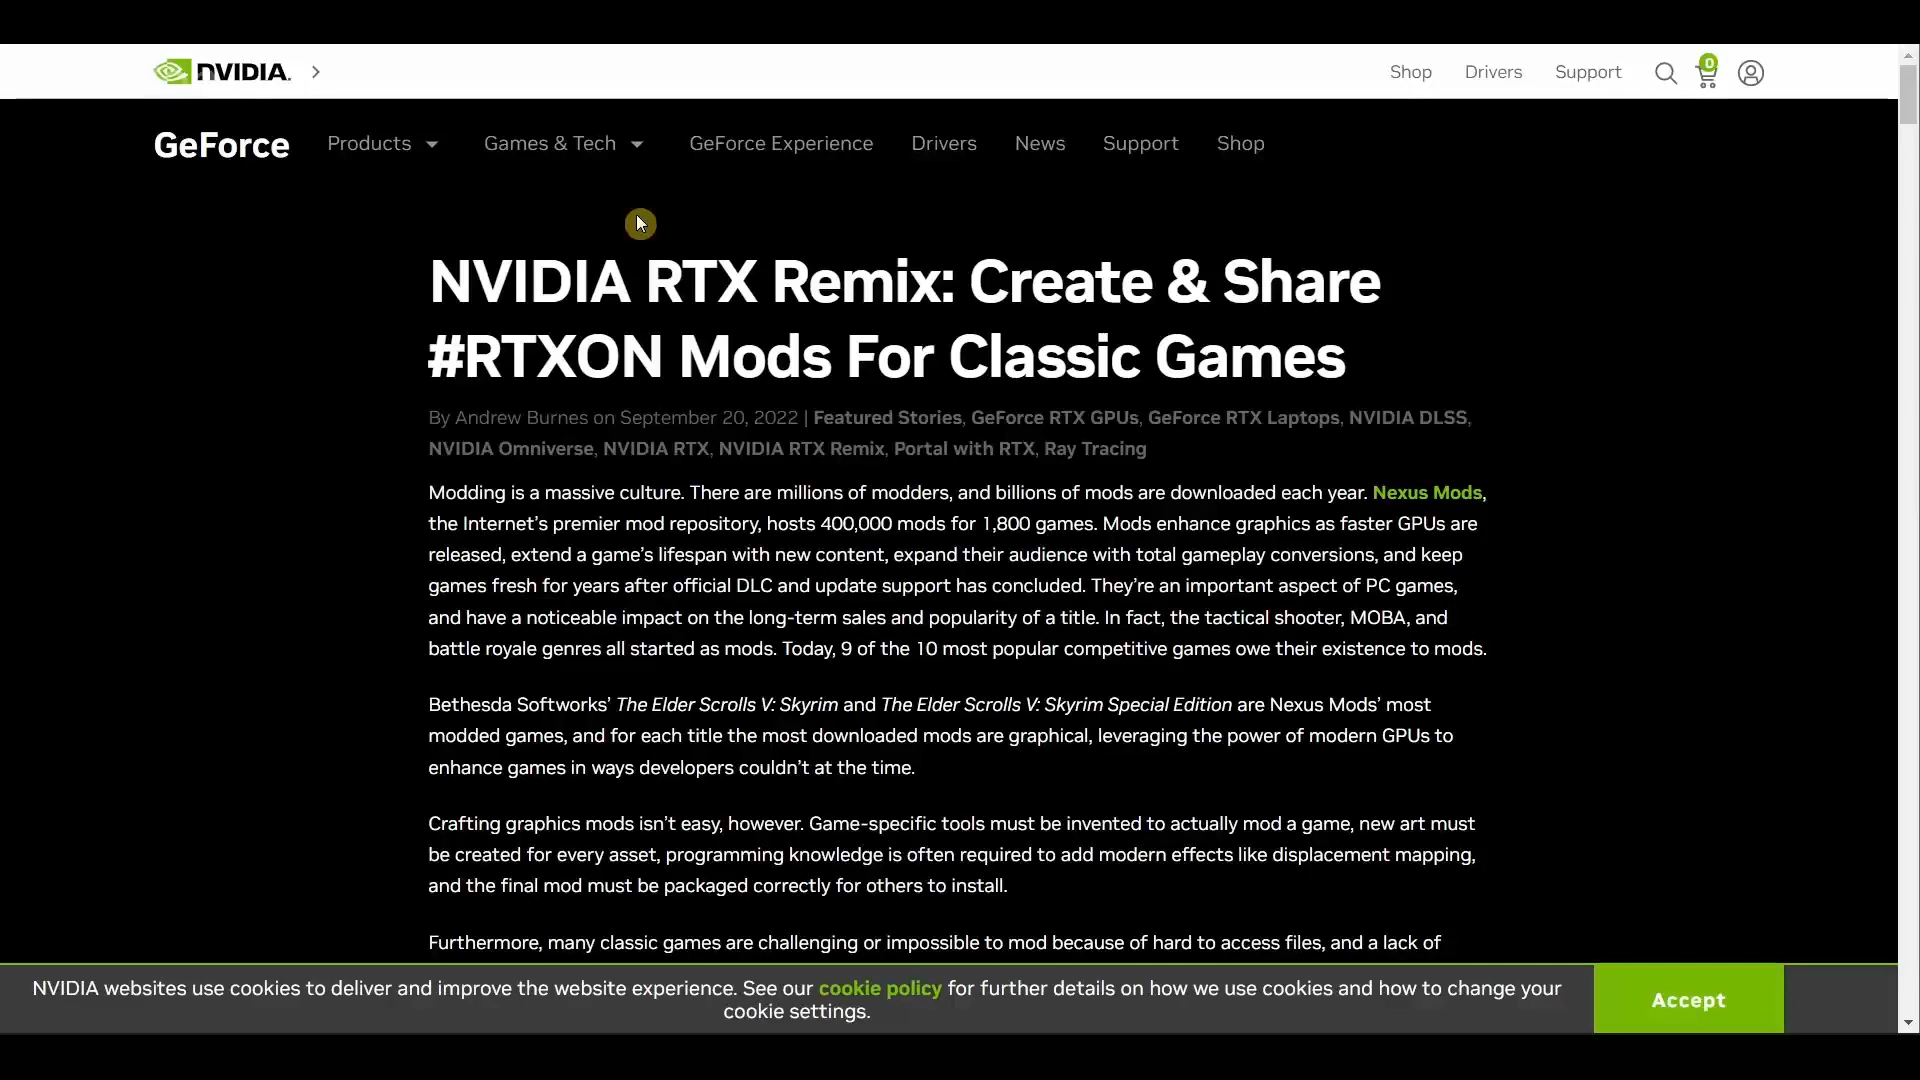 NVIDIA.
Shop Drivers Support 0
GeForce Products Games & Tech GeForce Experience Drivers News Support Shop
NVIDIA RTX Remix: Create & Share
#RTXON Mods For Classic Games
By Andrew Burnes on September 20, 2022 | Featured Stories, GeForce RTX GPUs, GeForce RTX Laptops, NVIDIA DLSS,
NVIDIA Omniverse, NVIDIA RTX, NVIDIA RTX Remix, Portal with RTX, Ray Tracing
Modding is a massive culture. There are millions of modders, and billions of mods are downloaded each year. Nexus Mods,
the Internet’s premier mod repository, hosts 400,000 mods for 1,800 games. Mods enhance graphics as faster GPUs are
released, extend a game’s lifespan with new content, expand their audience with total gameplay conversions, and keep
games fresh for years after official DLC and update support has concluded. They’re an important aspect of PC games,
and have a noticeable impact on the long-term sales and popularity of a title. In fact, the tactical shooter, MOBA, and
battle royale genres all started as mods. Today, 9 of the 10 most popular competitive games owe their existence to mods.
Bethesda Softworks’ The Elder Scrolls V: Skyrim and The Elder Scrolls V: Skyrim Special Edition are Nexus Mods’ most
modded games, and for each title the most downloaded mods are graphical, leveraging the power of modern GPUs to
enhance games in ways developers couldn’t at the time.
Crafting graphics mods isn’t easy, however. Game-specific tools must be invented to actually mod a game, new art must
be created for every asset, programming knowledge is often required to add modern effects like displacement mapping,
and the final mod must be packaged correctly for others to install.
Furthermore, many classic games are challenging or impossible to mod because of hard to access files, and a lack of
NVIDIA websites use cookies to deliver and improve the website experience. See our cookie policy for further details on how we use cookies and how to change your
cookie settings.
Accept